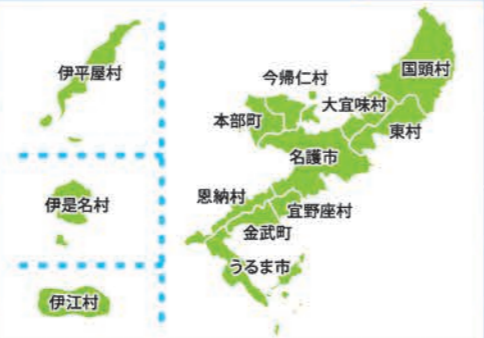 伊平屋村
伊是名村
伊江村
国頭村
今帰仁村
大宜味村
本部町
東村
名護市
恩納村
宜野座村
金武町
うるま市